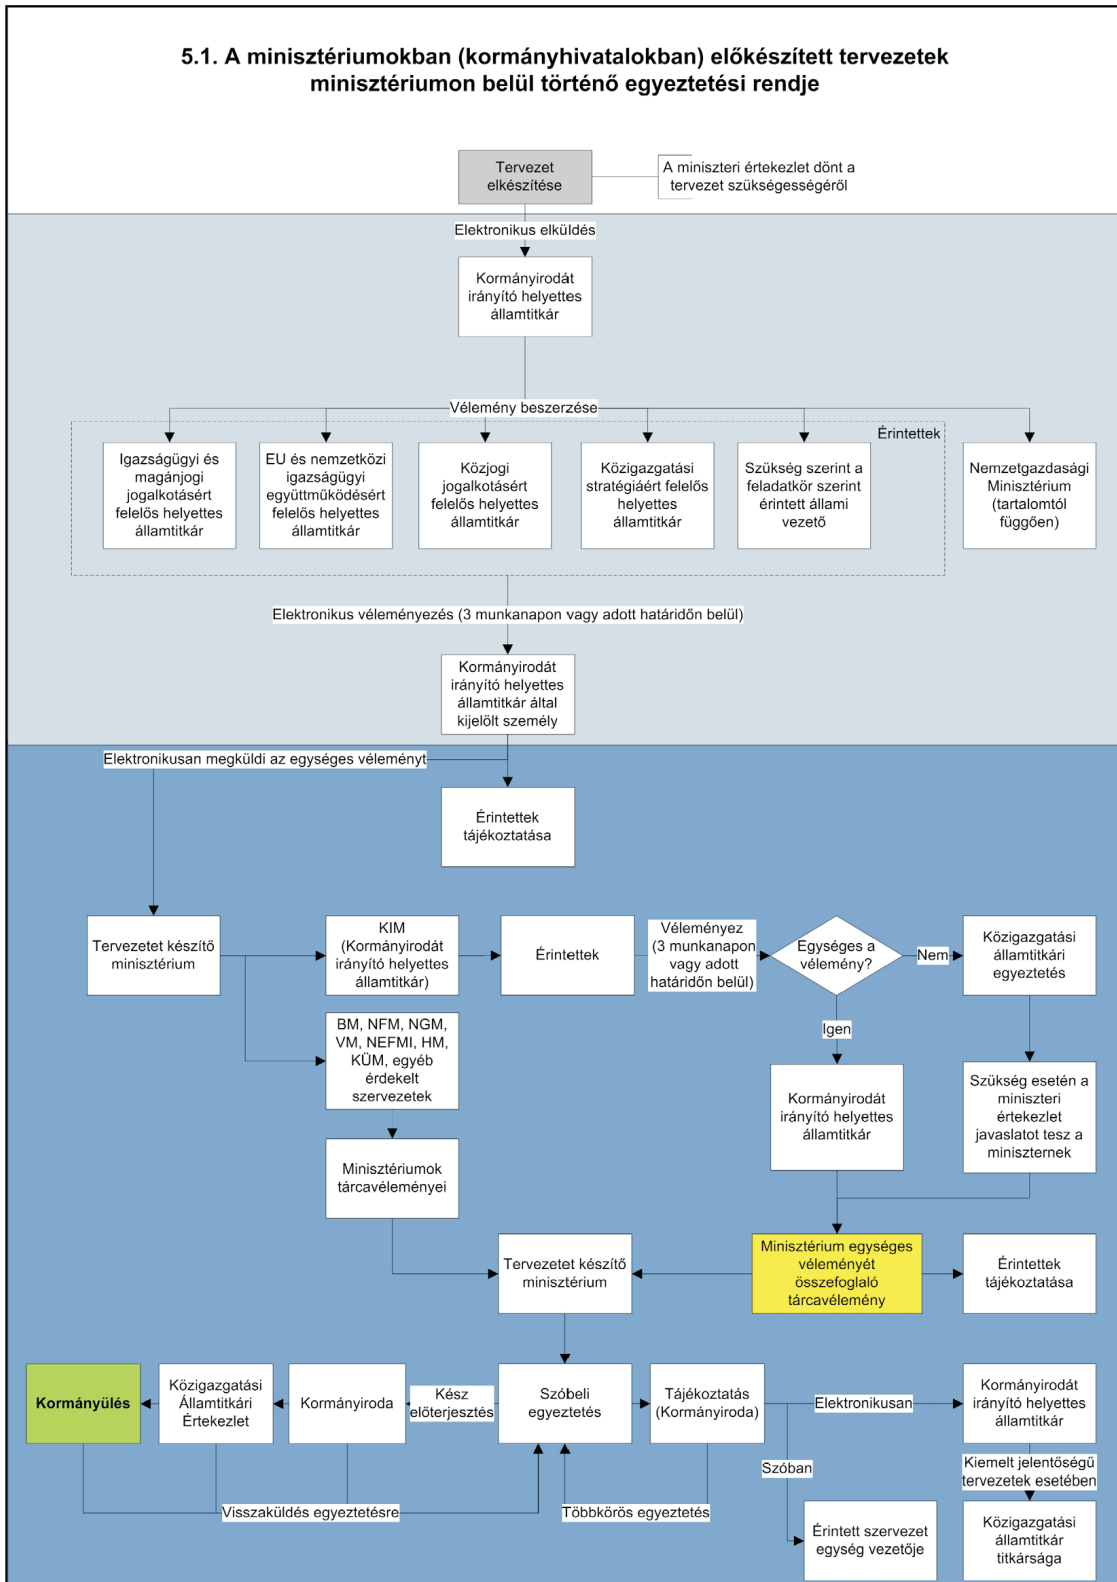 5.1. A minisztériumokban (kormányhivatalokban) előkészített tervezetek
minisztériumon belül történő egyeztetési rendje
Tervezet
elkészítése
A miniszteri értekezlet dönt a
tervezet szükségességéről
Elektronikus elküldés
Kormányirodát
irányító helyettes
államtitkár
Vélemény beszerzése
Érintettek
Igazságügyi és
magánjogi
jogalkotásért
felelős helyettes
államtitkár
EU és nemzetközi
igazságügyi
együttműködésért
felelős helyettes
államtitkár
Közjogi
jogalkotásért
felelős helyettes
államtitkár
Közigazgatási
stratégiáért felelős
helyettes
államtitkár
Szükség szerint a
feladatkör szerint
érintett állami
vezető
Nemzetgazdasági
Minisztérium
(tartalomtól
függően)
Elektronikus véleményezés (3 munkanapon vagy adott határidőn belül)
Kormányirodát
irányító helyettes
államtitkár által
kijelölt személy
Elektronikusan megküldi az egységes véleményt
Érintettek
tájékoztatása
Tervezetet készítő
minisztérium
KIM
(Kormányirodát
irányító helyettes
államtitkár)
Érintettek
Véleményez
(3 munkanapon
vagy adott
határidőn belül)
Egységes a
vélemény?
Nem
Közigazgatási
államtitkári
egyeztetés
Igen
BM, NFM, NGM,
VM, NEFMI, HM,
KÜM, egyéb
érdekelt
szervezetek
Kormányirodát
irányító helyettes
államtitkár
Szükség esetén a
miniszteri
értekezlet
javaslatot tesz a
miniszternek
Minisztériumok
tárcavéleményei
Tervezetet készítő
minisztérium
Minisztérium egységes
véleményét
összefoglaló
tárcavélemény
Érintettek
tájékoztatása
Kormányülés
Közigazgatási
Államtitkári
Értekezlet
Kormányiroda
Kész
előterjesztés
Szóbeli
egyeztetés
Tájékoztatás
(Kormányiroda)
Elektronikusan
Kormányirodát
irányító helyettes
államtitkár
Szóban
Kiemelt jelentőségű
tervezetek esetében
Visszaküldés egyeztetésre
Többkörös egyeztetés
Érintett szervezet
egység vezetője
Közigazgatási
államtitkár
titkársága